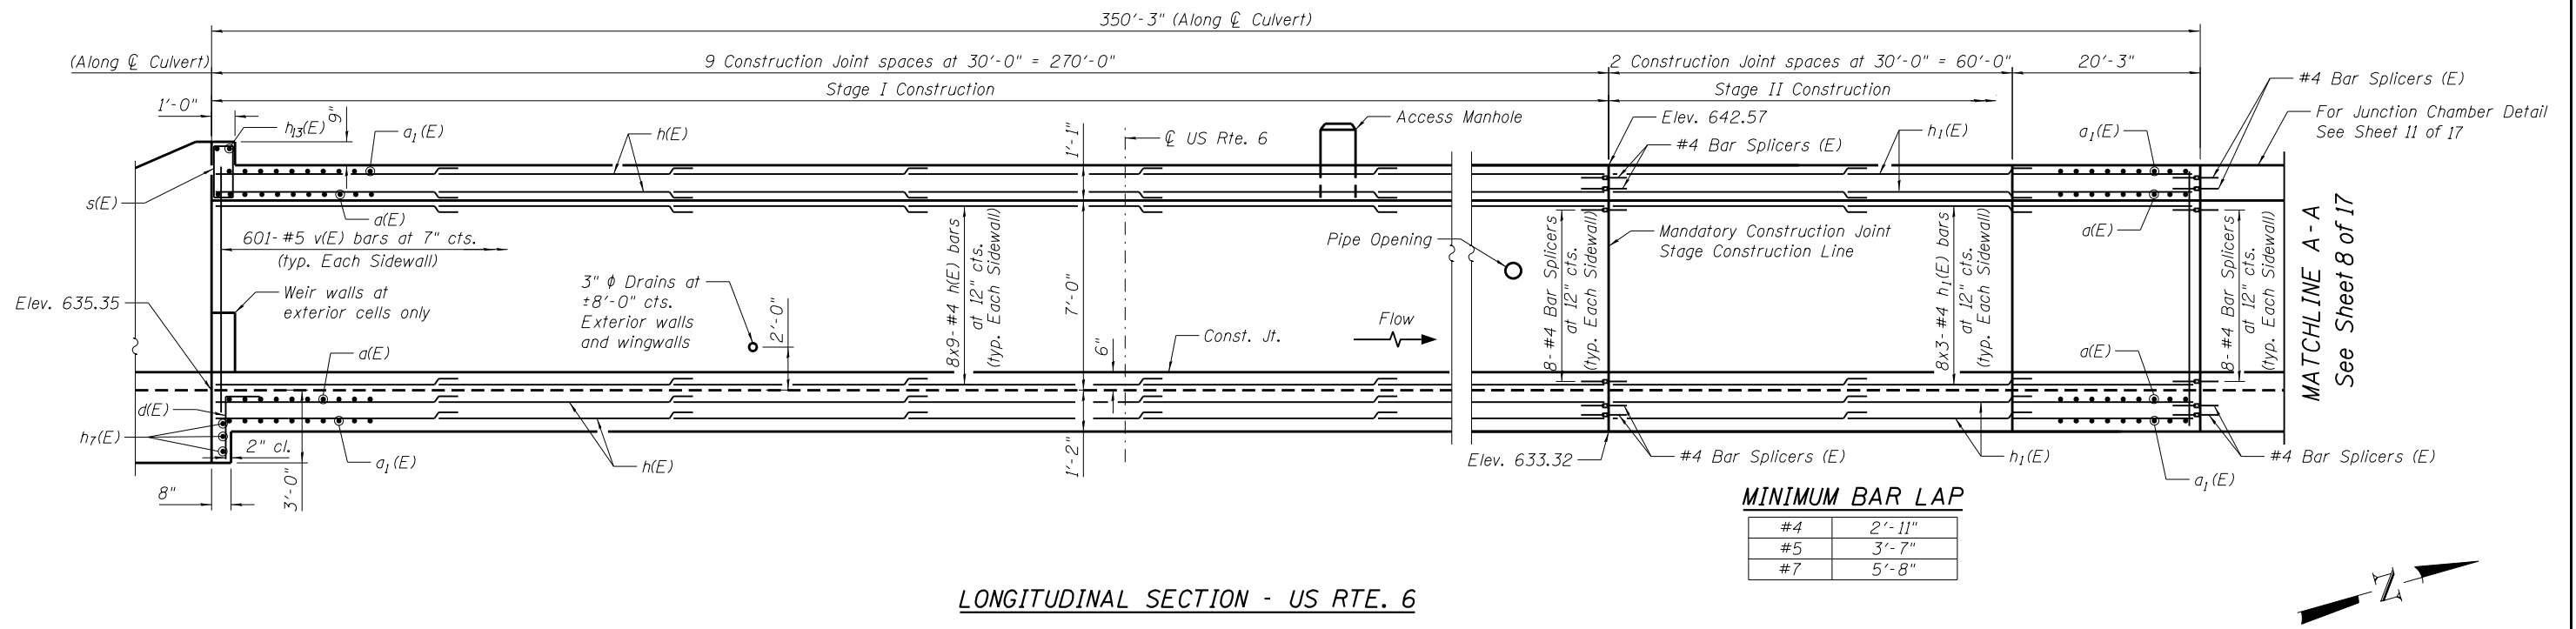 350'-3" (Along ℄ Culvert)
(Along ℄ Culvert)
9 Construction Joint spaces at 30'-0" = 270'-0"
2 Construction Joint spaces at 30'-0" = 60'-0"
20'-3"
Stage I Construction
Stage II Construction
#4 Bar Splicers (E)
For Junction Chamber Detail
See Sheet 11 of 17
1'-0"
9"
h13(E)
a1(E)
h(E)
1'-1"
℄ US Rte. 6
Access Manhole
Elev. 642.57
#4 Bar Splicers (E)
h1(E)
a1(E)
s(E)
a(E)
a(E)
601-#5 v(E) bars at 7" cts.
(typ. Each Sidewall)
Pipe Opening
Mandatory Construction Joint
Stage Construction Line
8x9-#4 h(E) bars
at 12" cts.
(typ. Each Sidewall)
8-#4 Bar Splicers
at 12" cts.
(typ. Each Sidewall)
8x3-#4 h1(E) bars
at 12" cts.
(typ. Each Sidewall)
8-#4 Bar Splicers
at 12" cts.
(typ. Each Sidewall)
MATCHLINE A-A
See Sheet 8 of 17
Elev. 635.35
Weir walls at
exterior cells only
3" ϕ Drains at
±8'-0" cts.
Exterior walls
and wingwalls
2'-0"
7'-0"
6"
Const. Jt.
Flow
a(E)
a(E)
d(E)
h7(E)
2" cl.
a1(E)
h(E)
1'-2"
8"
3'-0"
Elev. 633.32
#4 Bar Splicers (E)
h1(E)
a1(E)
#4 Bar Splicers (E)
MINIMUM BAR LAP
#4 2'-11"
#5 3'-7"
#7 5'-8"
LONGITUDINAL SECTION - US RTE. 6
Z